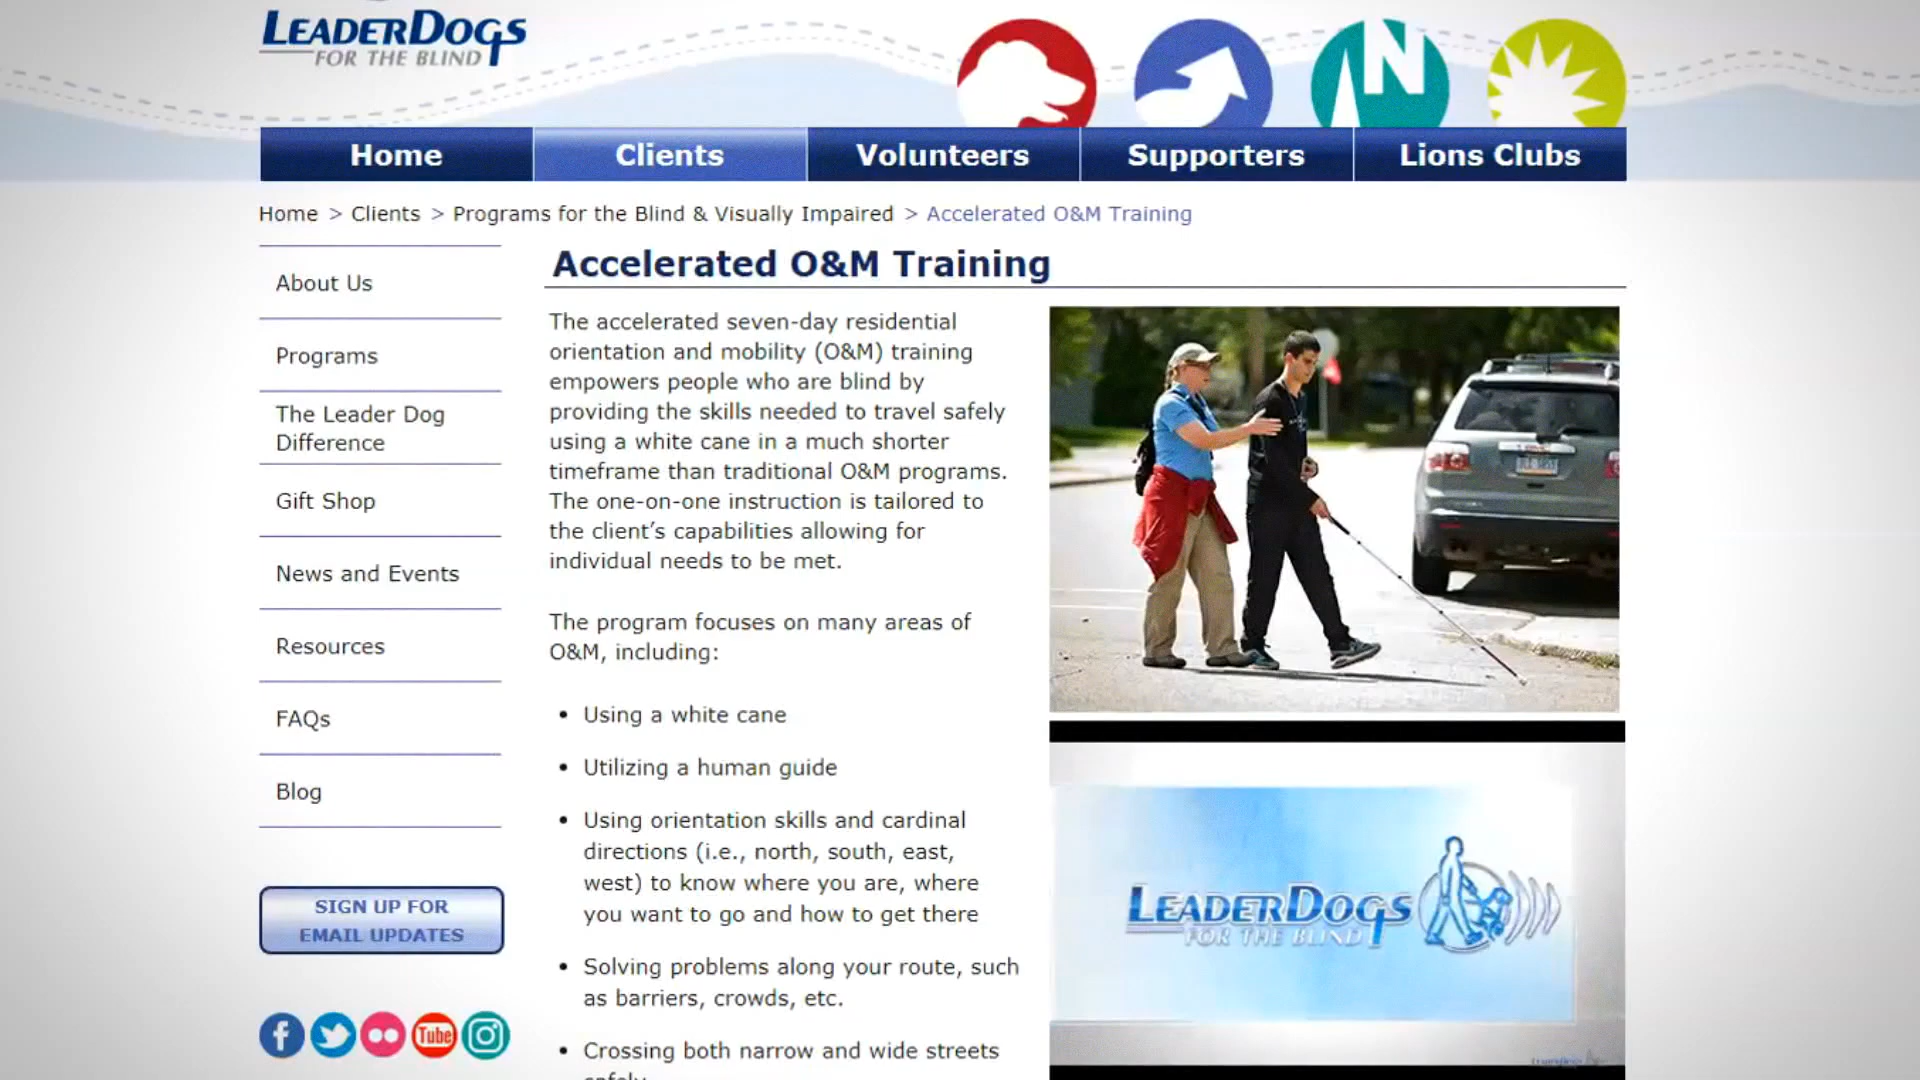 LEADERDOGS
FOR THE BLIND
N
Home Clients Volunteers Supporters Lions Clubs
Home > Clients > Programs for the Blind & Visually Impaired > Accelerated O&M Training
About Us
Programs
The Leader Dog
Difference
Gift Shop
News and Events
Resources
FAQs
Blog
SIGN UP FOR
EMAIL UPDATES
f
Tube
Accelerated O&M Training
The accelerated seven-day residential
orientation and mobility (O&M) training
empowers people who are blind by
providing the skills needed to travel safely
using a white cane in a much shorter
timeframe than traditional O&M programs.
The one-on-one instruction is tailored to
the client’s capabilities allowing for
individual needs to be met.
The program focuses on many areas of
O&M, including:
• Using a white cane
• Utilizing a human guide
• Using orientation skills and cardinal
directions (i.e., north, south, east,
west) to know where you are, where
you want to go and how to get there
• Solving problems along your route, such
as barriers, crowds, etc.
• Crossing both narrow and wide streets
LEADERDOGS
FOR THE BLIND